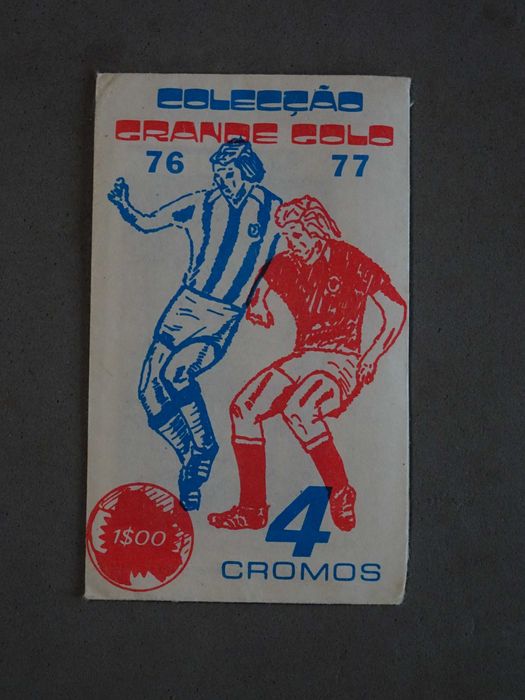 COLECÇÃO
GRANDE GOLO
76 77
1$00
4
CROMOS